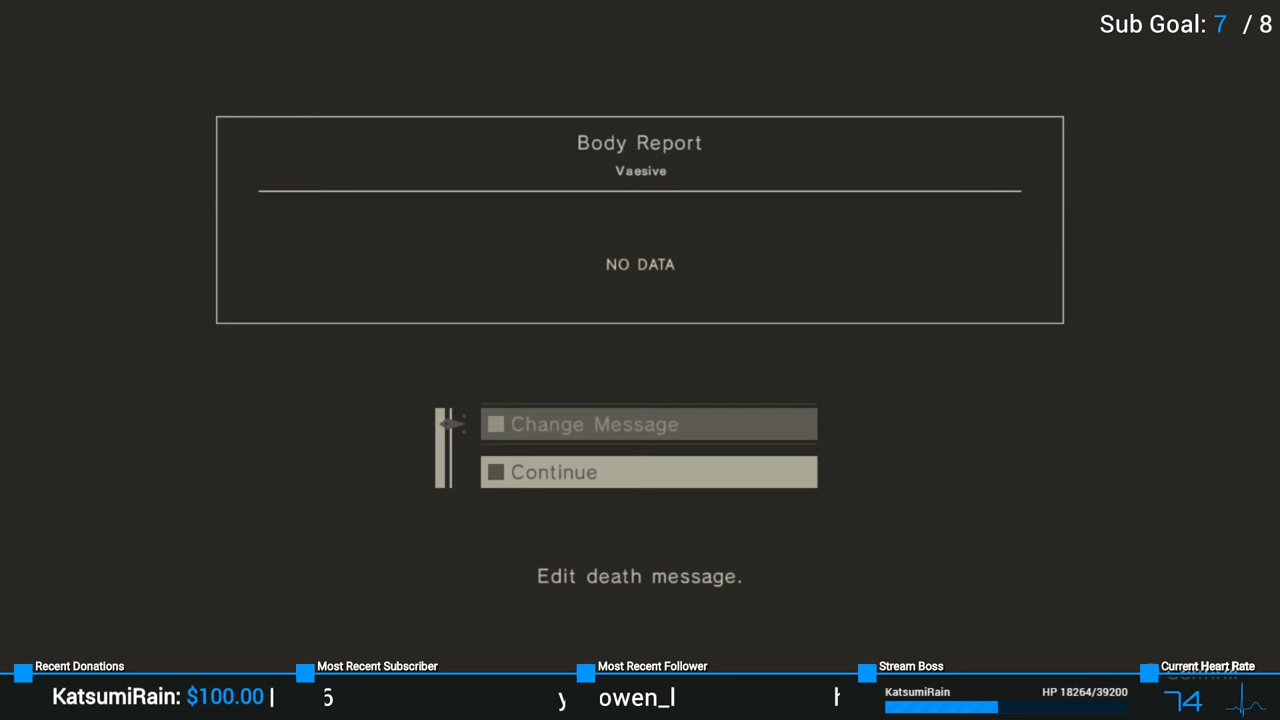 Sub Goal: 7 / 8
Body Report
Vaesive
NO DATA
Change Message
Continue
Edit death message.
Recent Donations
Most Recent Subscriber
Most Recent Follower
Stream Boss
Current Heart Rate
KatsumiRain: $100.00 |
owen_l
KatsumiRain
HP 18264/39200
74